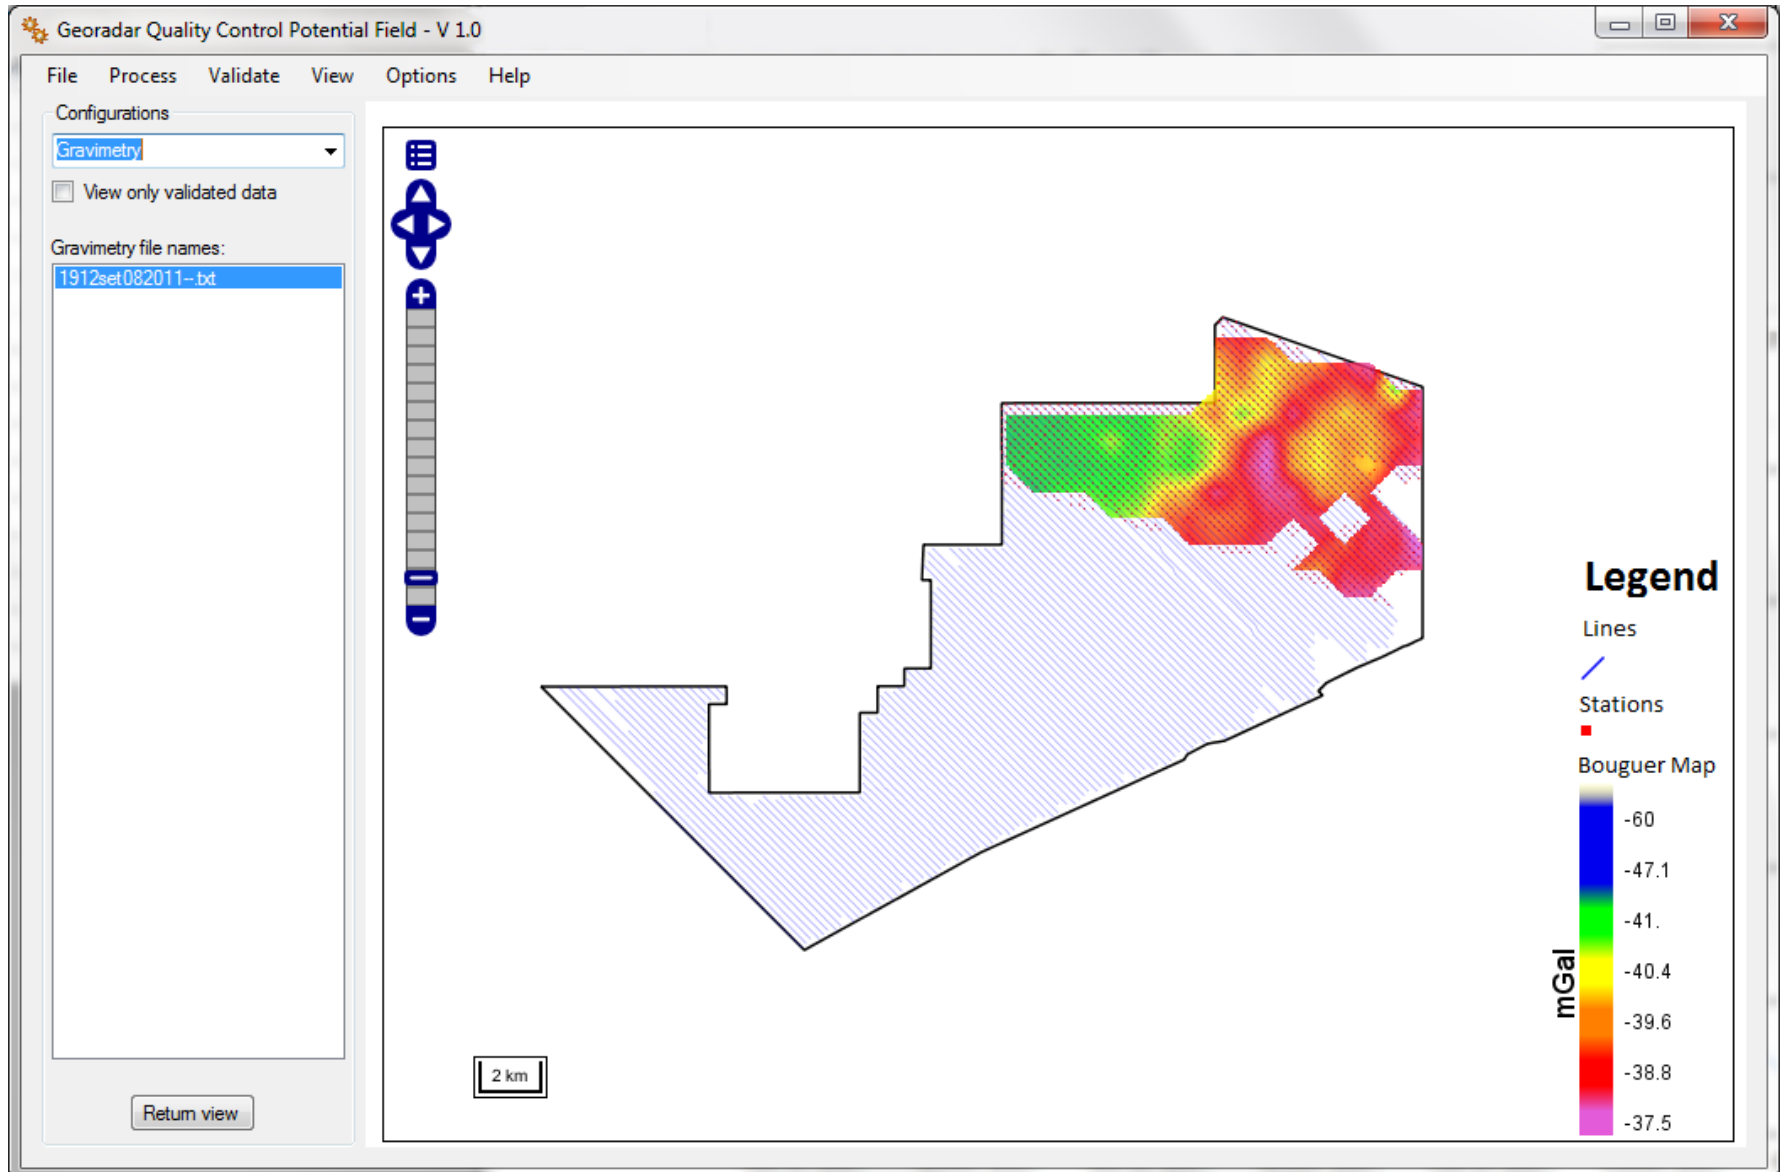 Georadar Quality Control Potential Field - V 1.0
File Process Validate View Options Help
Configurations
Gravimetry
View only validated data
Gravimetry file names:
1912set082011--.txt
Return view
2 km
Legend
Lines
Stations
Bouguer Map
-60
-47.1
-41.
-40.4
-39.6
-38.8
-37.5
mGal